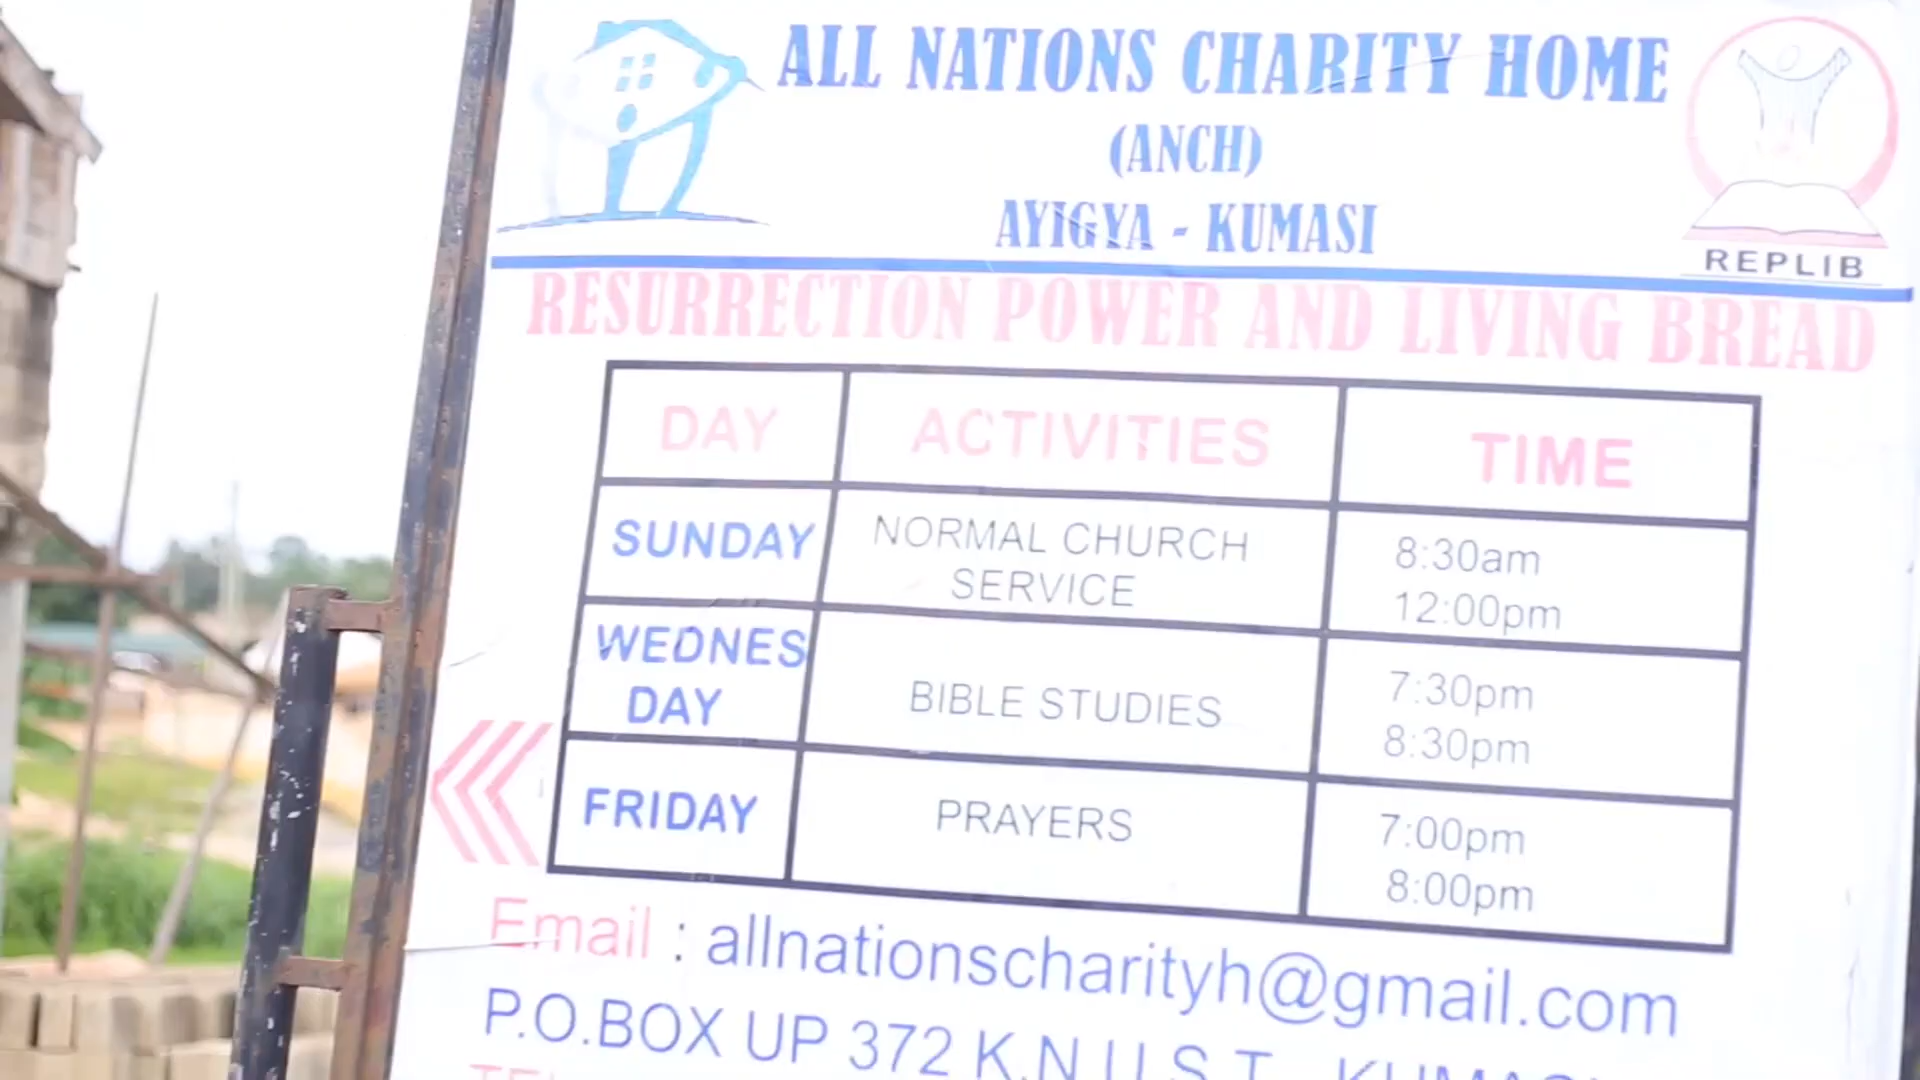 ALL NATIONS CHARITY HOME
(ANCH)
AYIGYA - KUMASI
REPLIB
RESURRECTION POWER AND LIVING BREAD
DAY ACTIVITIES TIME
SUNDAY NORMAL CHURCH SERVICE 8:30am 12:00pm
WEDNES DAY BIBLE STUDIES 7:30pm 8:30pm
FRIDAY PRAYERS 7:00pm 8:00pm
Email : allnationscharityh@gmail.com
P.O.BOX UP 372 K.N.U.S.T - KUMASI